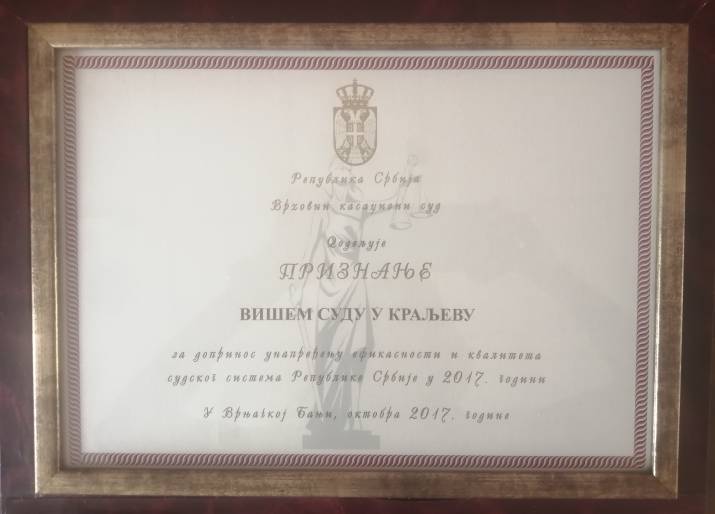 Република Србија
Врховни касациони суд
Додељује
ПРИЗНАЊЕ
ВИШЕМ СУДУ У КРАЉЕВУ
за допринос унапређењу ефикасности и квалитета
судског система Републике Србије у 2017. години
У Врњачкој Бањи, октобра 2017. године